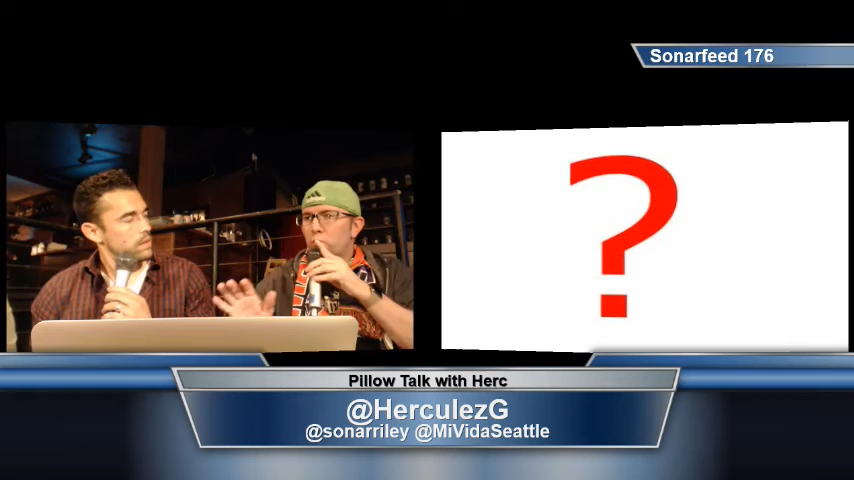 Sonarfeed 176
?
Pillow Talk with Herc
@HerculezG
@sonarriley @MiVidaSeattle